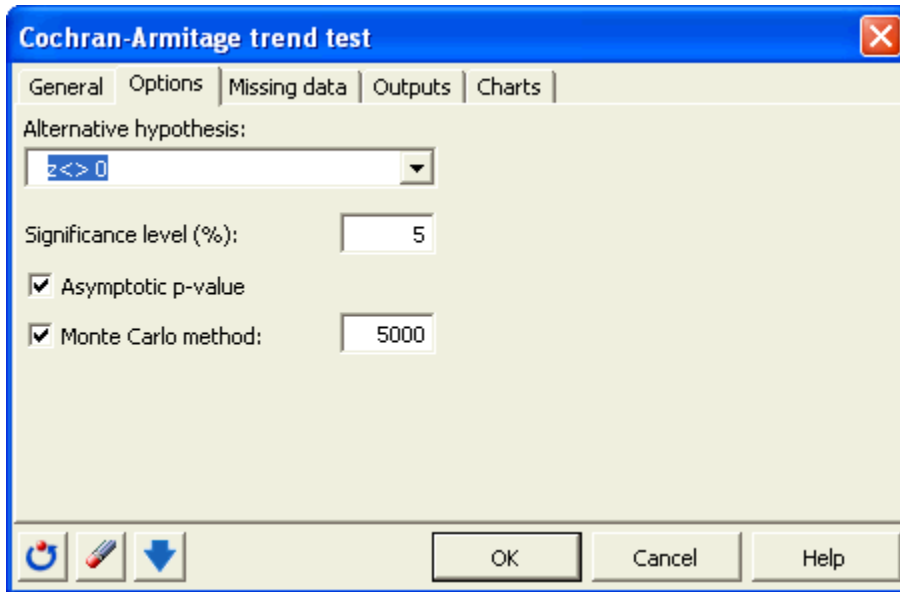 Cochran-Armitage trend test
General Options Missing data Outputs Charts
Alternative hypothesis:
z<> 0
Significance level (%): 5
Asymptotic p-value
Monte Carlo method: 5000
OK Cancel Help